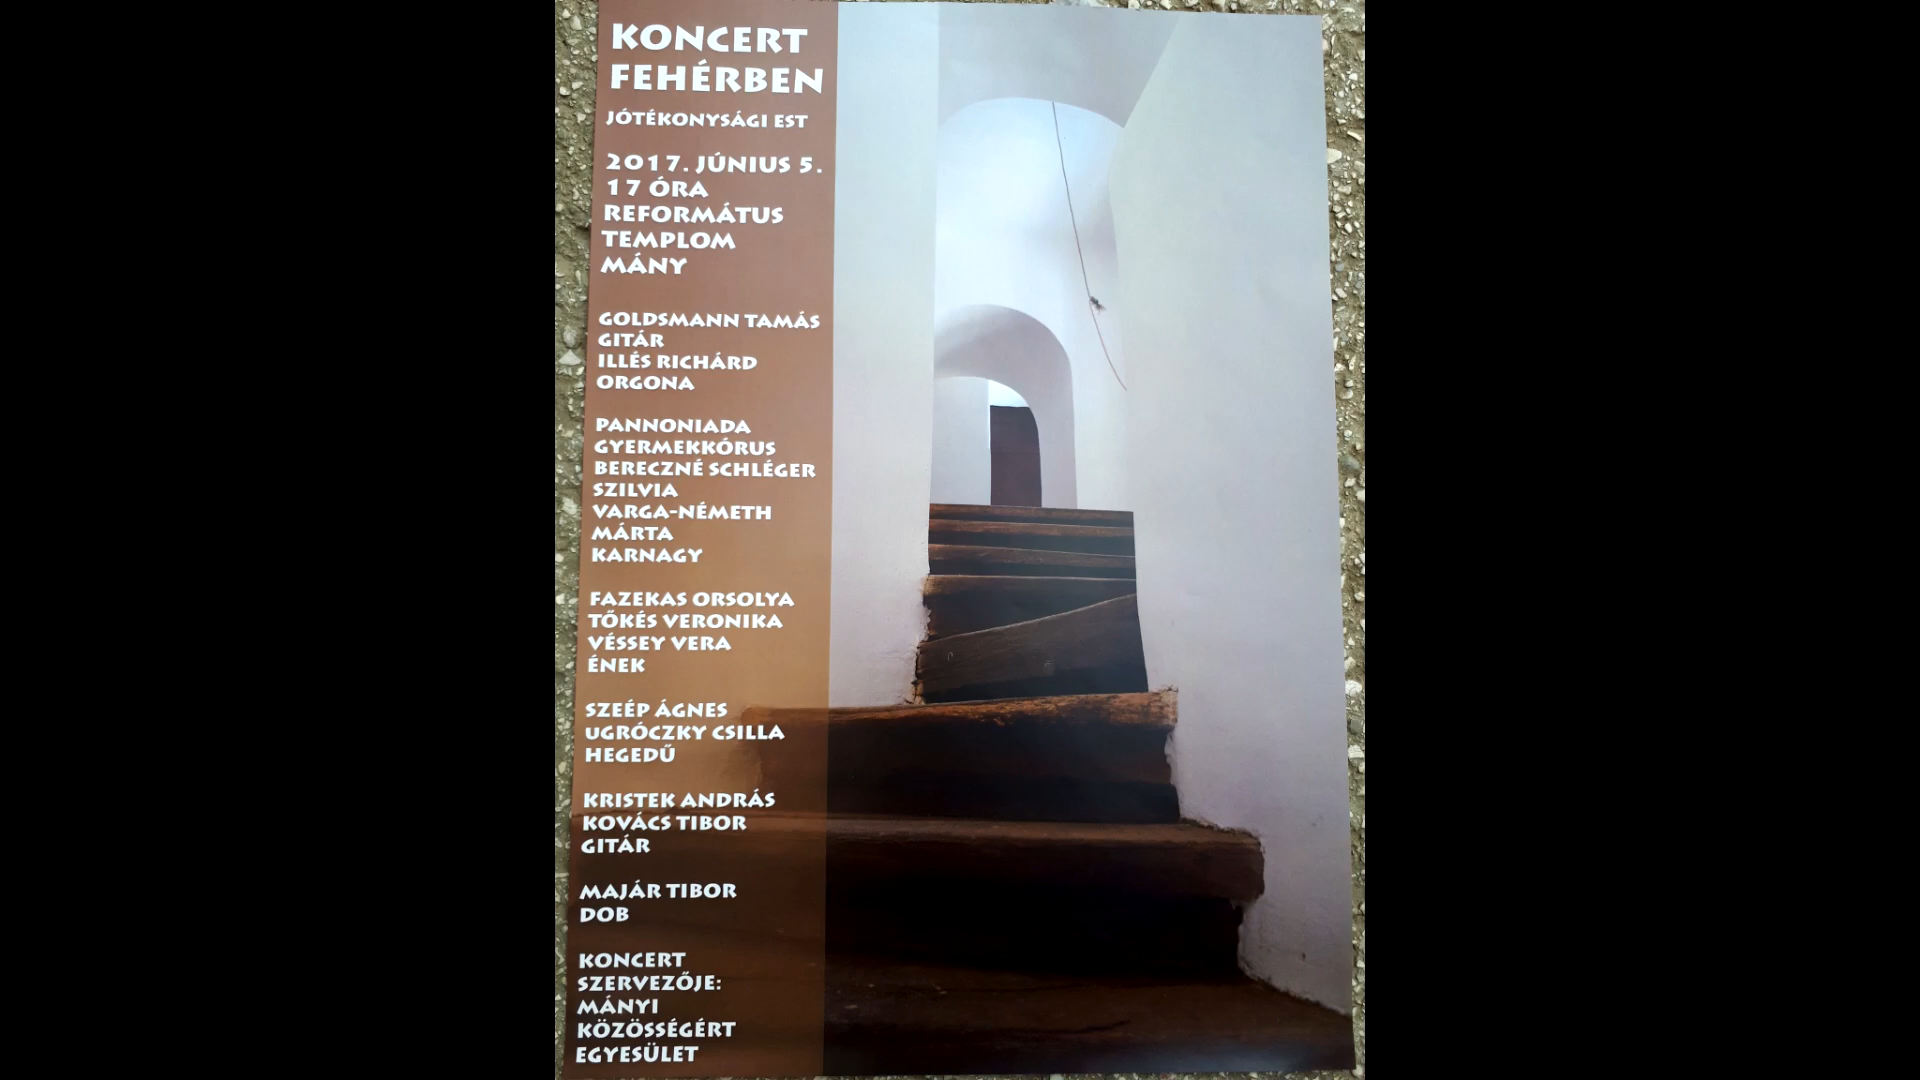 KONCERT
FEHÉRBEN
JÓTÉKONYSÁGI EST
2017. JÚNIUS 5.
17 ÓRA
REFORMÁTUS
TEMPLOM
MÁNY
GOLDSMANN TAMÁS
GITÁR
ILLÉS RICHÁRD
ORGONA
PANNONIADA
GYERMEKKÓRUS
BERECZNÉ SCHLÉGER
SZILVIA
VARGA-NÉMETH
MÁRTA
KARNAGY
FAZEKAS ORSOLYA
TŐKÉS VERONIKA
VÉSSEY VERA
ÉNEK
SZEÉP ÁGNES
UGRÓCZKY CSILLA
HEGEDŰ
KRISTEK ANDRÁS
KOVÁCS TIBOR
GITÁR
MAJÁR TIBOR
DOB
KONCERT
SZERVEZŐJE:
MÁNYI
KÖZÖSSÉGÉRT
EGYESÜLET